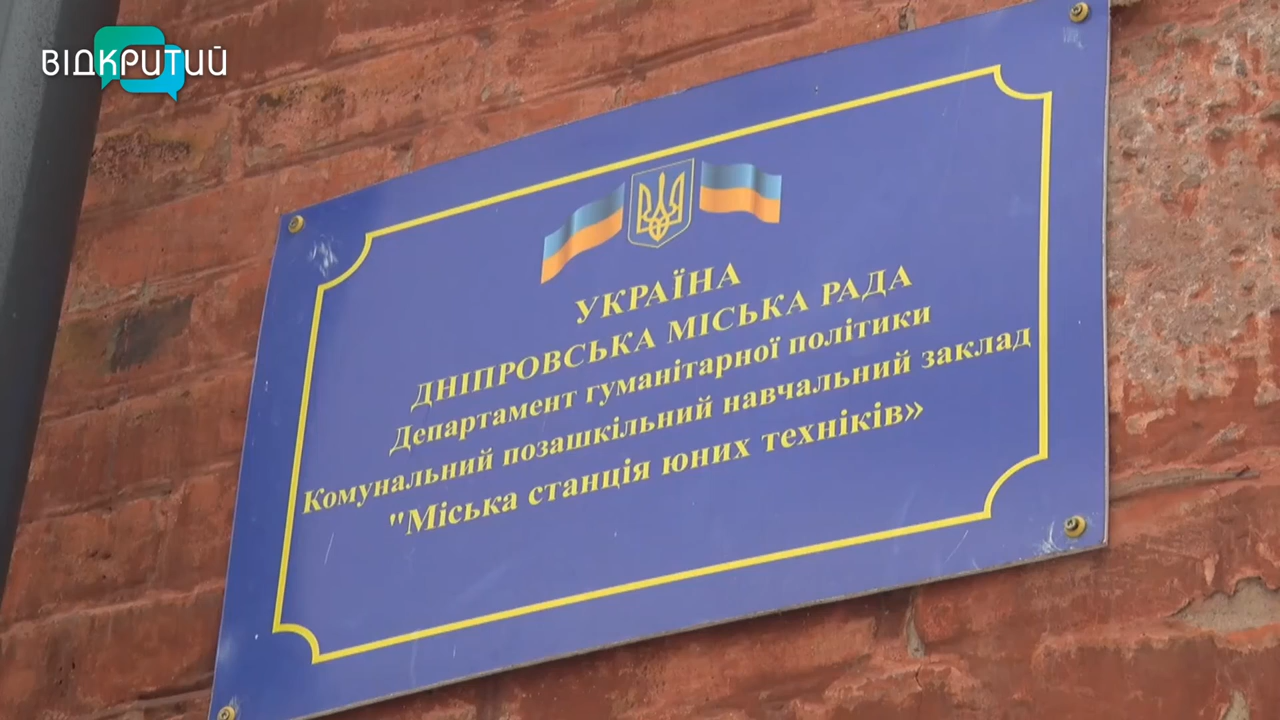 ВІДКРИТИЙ
УКРАЇНА
ДНІПРОВСЬКА МІСЬКА РАДА
Департамент гуманітарної політики
Комунальний позашкільний навчальний заклад
"Міська станція юних техніків»